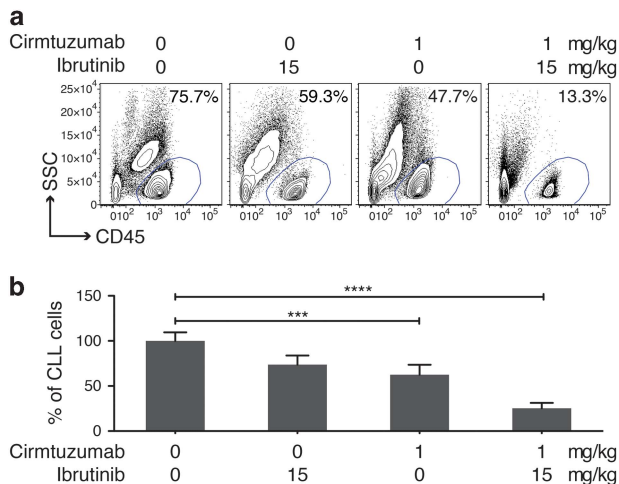 a
Cirmtuzumab 0 0 1 1 mg/kg
Ibrutinib 0 15 0 15 mg/kg
25×10⁴ 75.7% 59.3% 47.7% 13.3%
20×10⁴
15×10⁴
10×10⁴
5×10⁴
0
SSC
0 10² 10³ 10⁴ 10⁵ 0 10² 10³ 10⁴ 10⁵ 0 10² 10³ 10⁴ 10⁵ 0 10² 10³ 10⁴ 10⁵
CD45
b
% of CLL cells
150
100
50
0
****
***
Cirmtuzumab 0 0 1 1 mg/kg
Ibrutinib 0 15 0 15 mg/kg